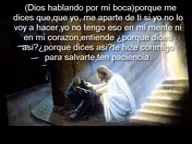 (Dios hablando por mi boca)porque me
dices que,que yo, me aparte de ti si yo no lo
voy a hacer,yo no tengo eso en mi mente ni
en mi corazon,entiende ¿porque dices
asi?¿porque dices asi?te hize conmigo
para salvarte,ten paciencia.